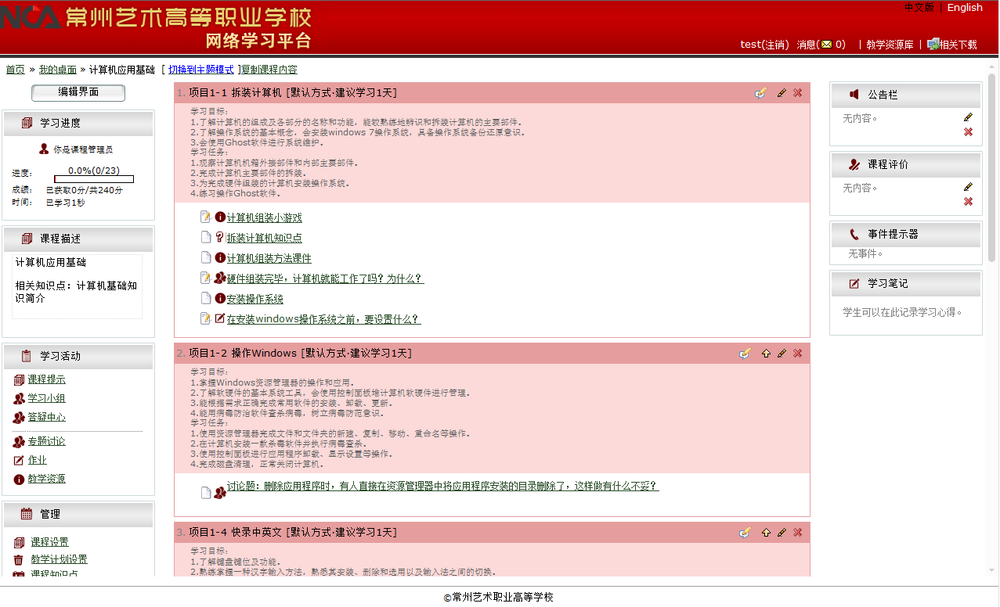 中文版 | English
NCA 常州艺术高等职业学校
网络学习平台
test(注销) 消息( 0) | 教学资源库 | 相关下载
首页 » 我的桌面 » 计算机应用基础 [ 切换到主题模式 ]复制课程内容
编辑界面
学习进度
你是课程管理员
进度: 0.0%(0/23)
成绩: 已获取0分/共240分
时间: 已学习1秒
课程描述
计算机应用基础
相关知识点：计算机基础知
识简介
学习活动
课程提示
学习小组
答疑中心
专题讨论
作业
教学资源
管理
课程设置
教学计划设置
课程知识点
1. 项目1-1 拆装计算机 [默认方式·建议学习1天]
学习目标:
1.了解计算机的组成及各部分的名称和功能，能较熟练地辨识和拆装计算机的主要部件。
2.了解操作系统的基本概念，会安装windows 7操作系统，具备操作系统备份还原意识。
3.会使用Ghost软件进行系统维护。
学习任务:
1.观察计算机机箱外接部件和内部主要部件。
2.完成计算机主要部件的拆装。
3.为完成硬件组装的计算机安装操作系统。
4.练习操作Ghost软件。
计算机组装小游戏
拆装计算机知识点
计算机组装方法课件
硬件组装完毕，计算机就能工作了吗？为什么？
安装操作系统
在安装windows操作系统之前，要设置什么？
2. 项目1-2 操作Windows [默认方式·建议学习1天]
学习目标:
1.掌握Windows资源管理器的操作和应用。
2.了解软硬件的基本系统工具，会使用控制面板堆计算机软硬件进行管理。
3.能根据需求正确完成常用软件的安装、卸载、更新。
4.能用病毒防治软件查杀病毒，树立病毒防范意识。
学习任务:
1.使用资源管理器完成文件和文件夹的新建、复制、移动、重命名等操作。
2.在计算机安装一款杀毒软件并执行病毒查杀。
3.使用控制面板进行应用程序卸载、显示设置等操作。
4.完成磁盘清理，正常关闭计算机。
讨论题：删除应用程序时，有人直接在资源管理器中将应用程序安装的目录删除了，这样做有什么不妥？
3. 项目1-4 快录中英文 [默认方式·建议学习1天]
学习目标:
1.了解键盘键位及功能。
2.熟练掌握一种汉字输入方法，熟悉其安装、删除和选用以及输入法之间的切换。
公告栏
无内容。
课程评价
无内容。
事件提示器
无事件。
学习笔记
学生可以在此记录学习心得。
©常州艺术职业高等学校